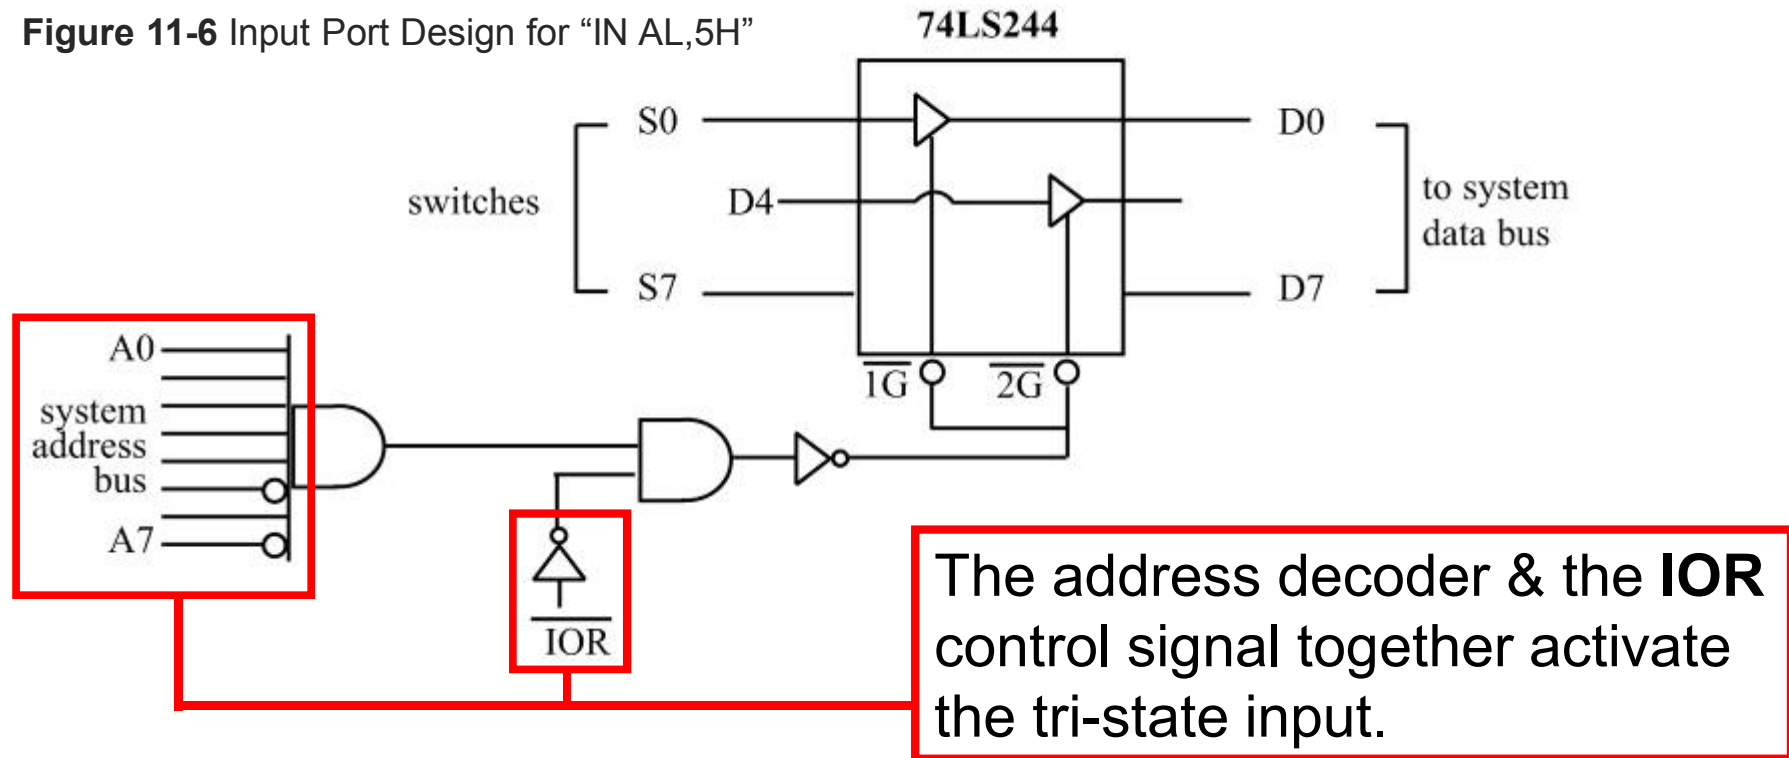 Figure 11-6 Input Port Design for “IN AL,5H”
74LS244
S0
D0
switches
D4
to system
data bus
S7
D7
A0
system
address
bus
A7
1G
2G
IOR
The address decoder & the IOR
control signal together activate
the tri-state input.